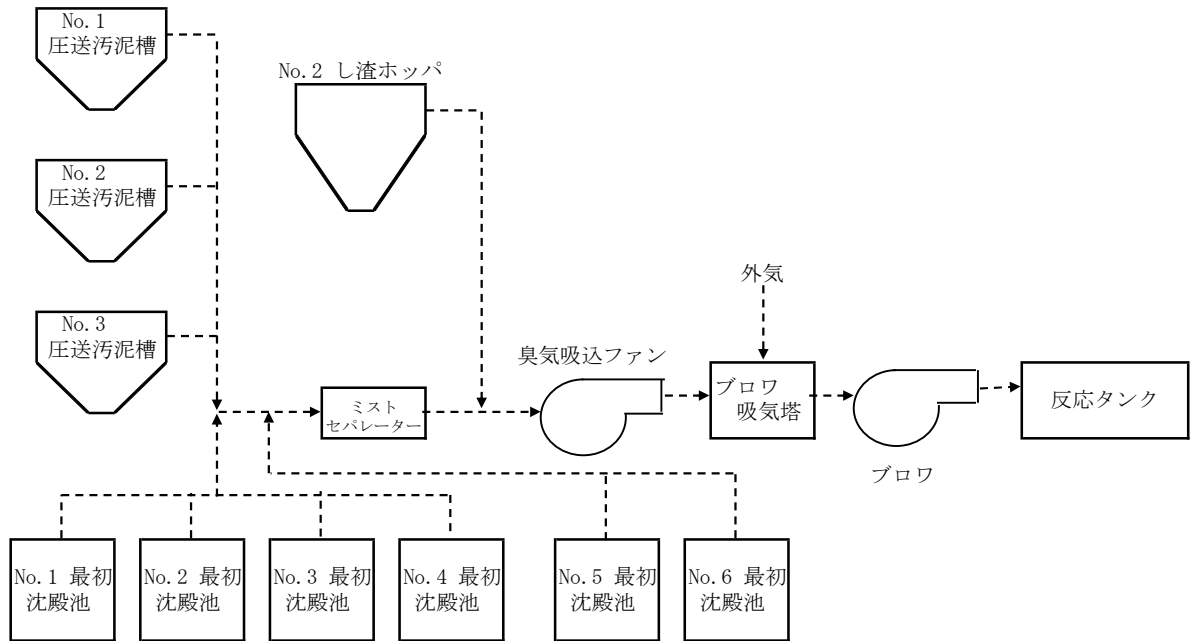 No.1
圧送汚泥槽
No.2 し渣ホッパ
No.2
圧送汚泥槽
外気
No.3
圧送汚泥槽
臭気吸込ファン
ミスト
セパレーター
ブロワ
吸気塔
反応タンク
ブロワ
No.1 最初
沈殿池
No.2 最初
沈殿池
No.3 最初
沈殿池
No.4 最初
沈殿池
No.5 最初
沈殿池
No.6 最初
沈殿池